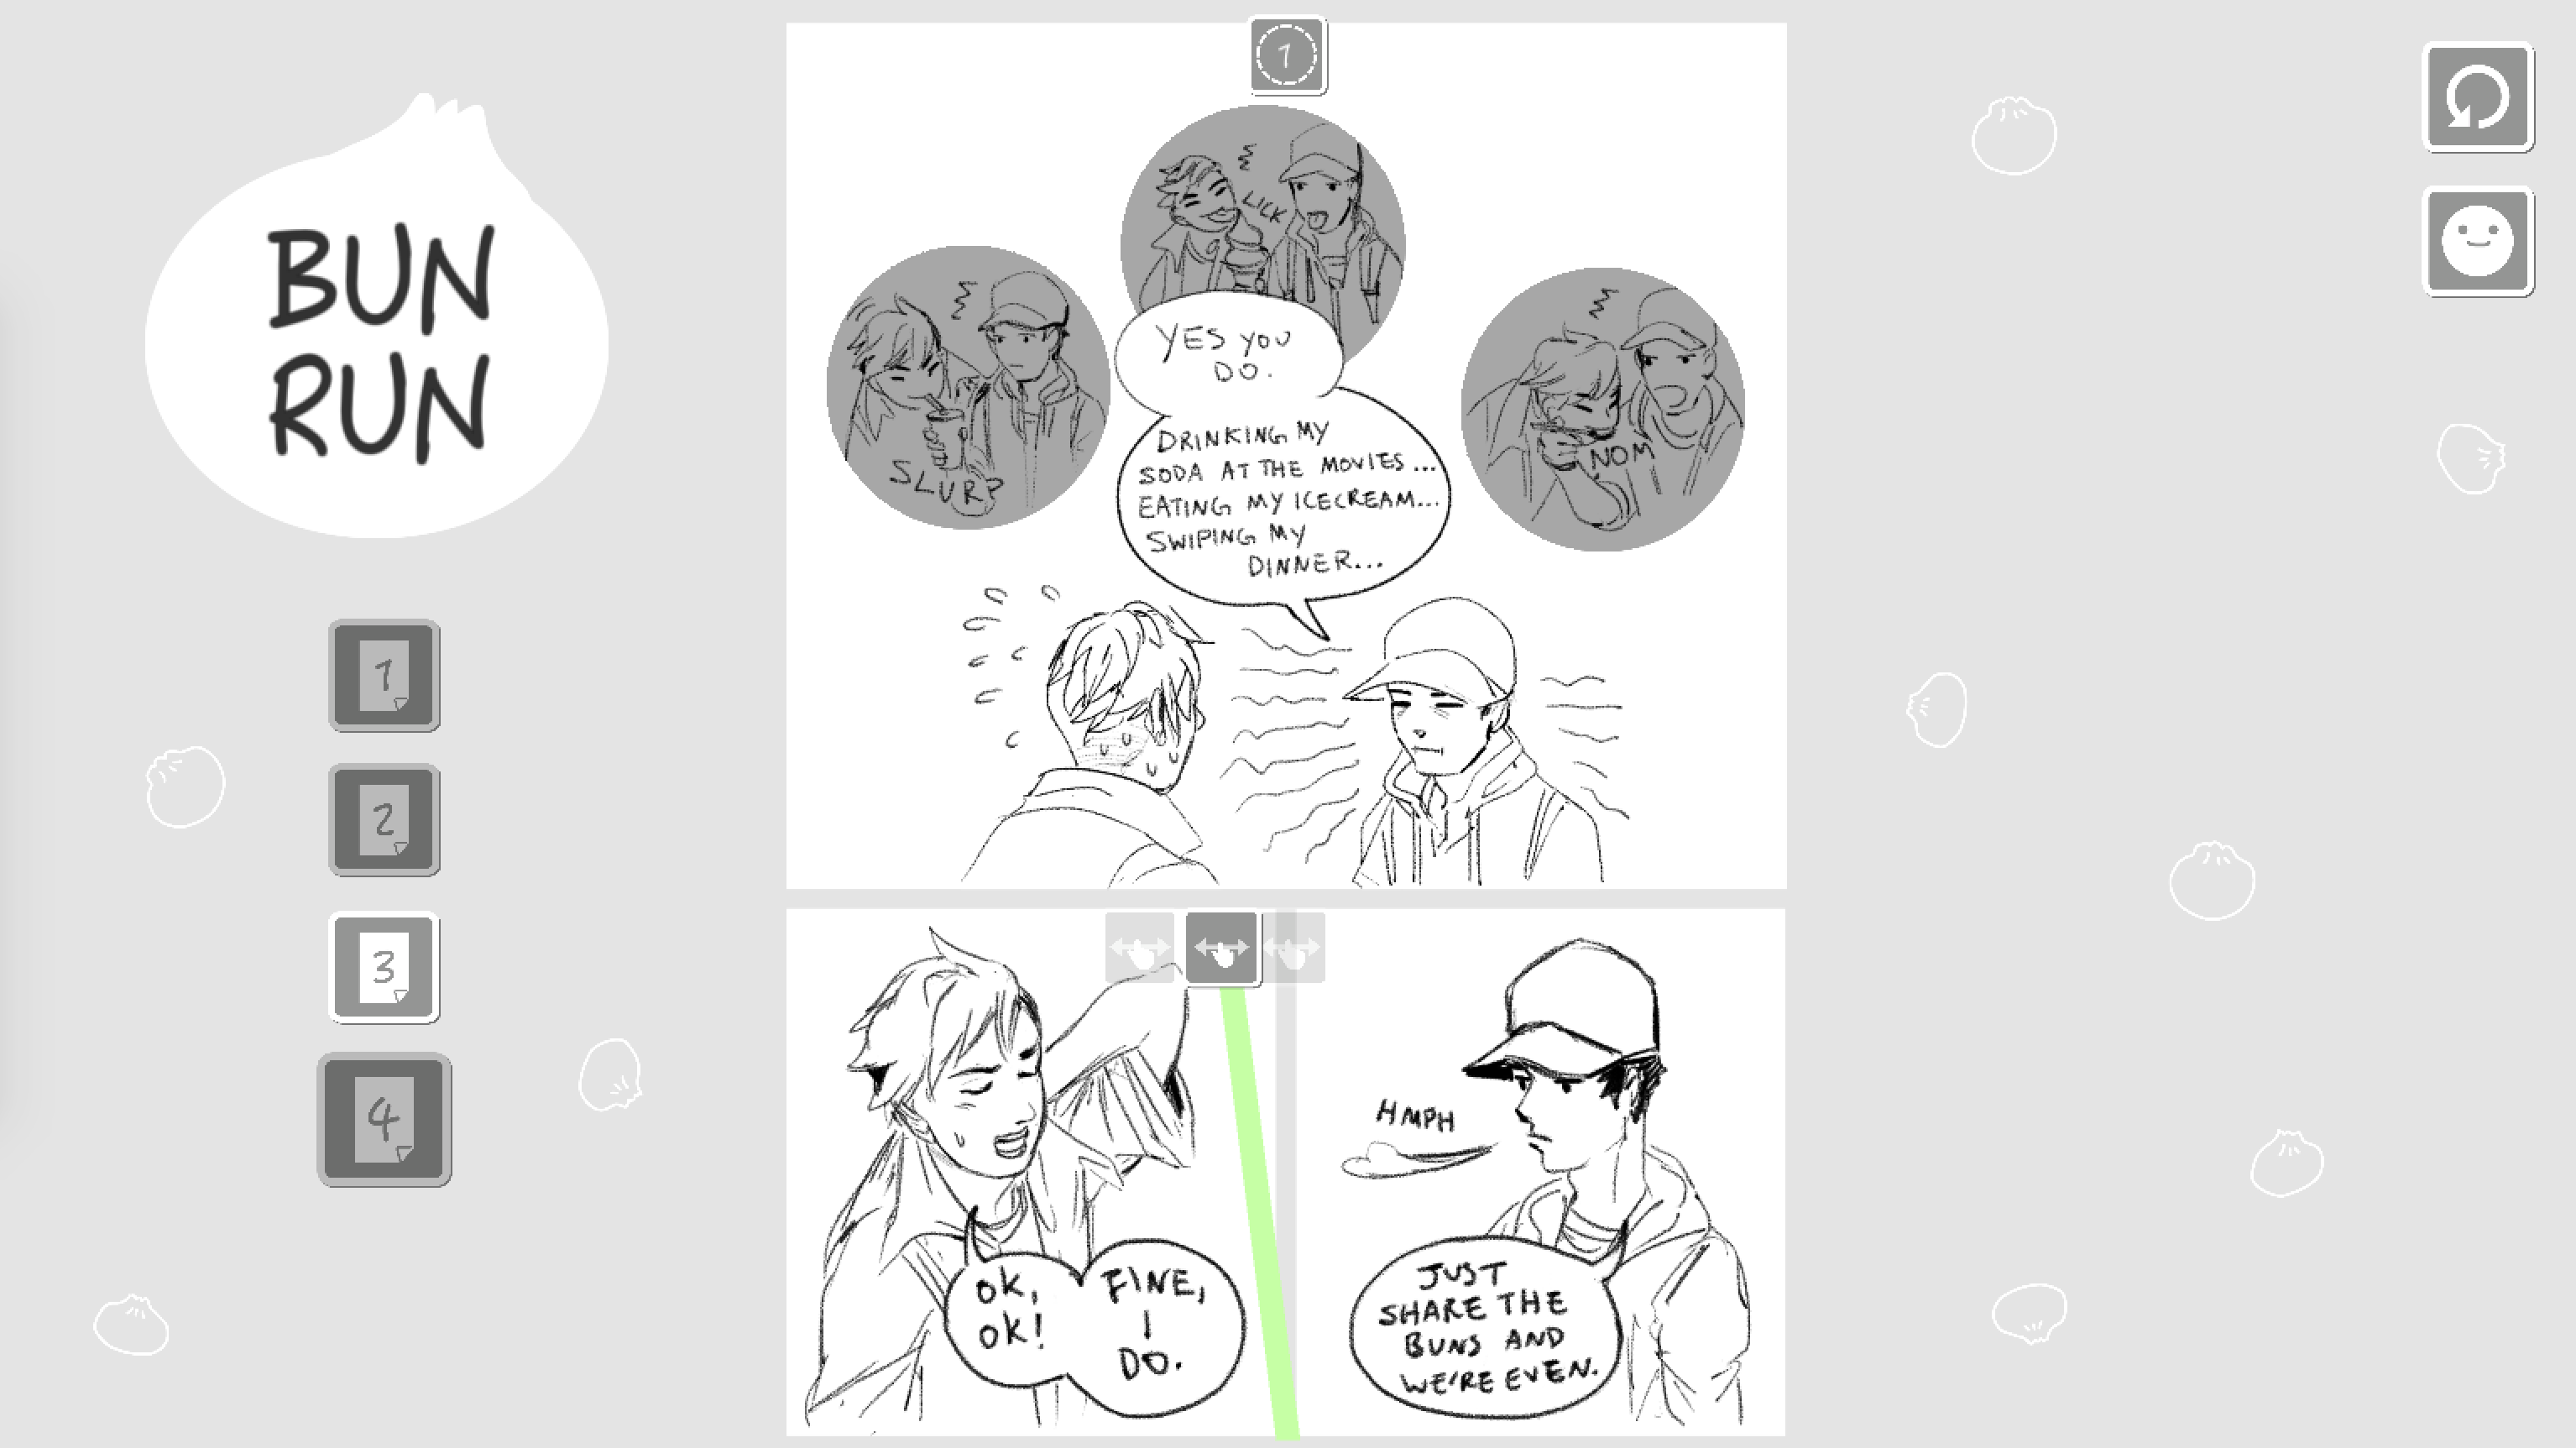 BUN
RUN
1
2
3
4
1
LICK
SLURP
NOM
YES YOU
DO.
DRINKING MY
SODA AT THE MOVIES...
EATING MY ICECREAM...
SWIPING MY
DINNER...
OK,
OK!
FINE,
I
DO.
HMPH
JUST
SHARE THE
BUNS AND
WE'RE EVEN.